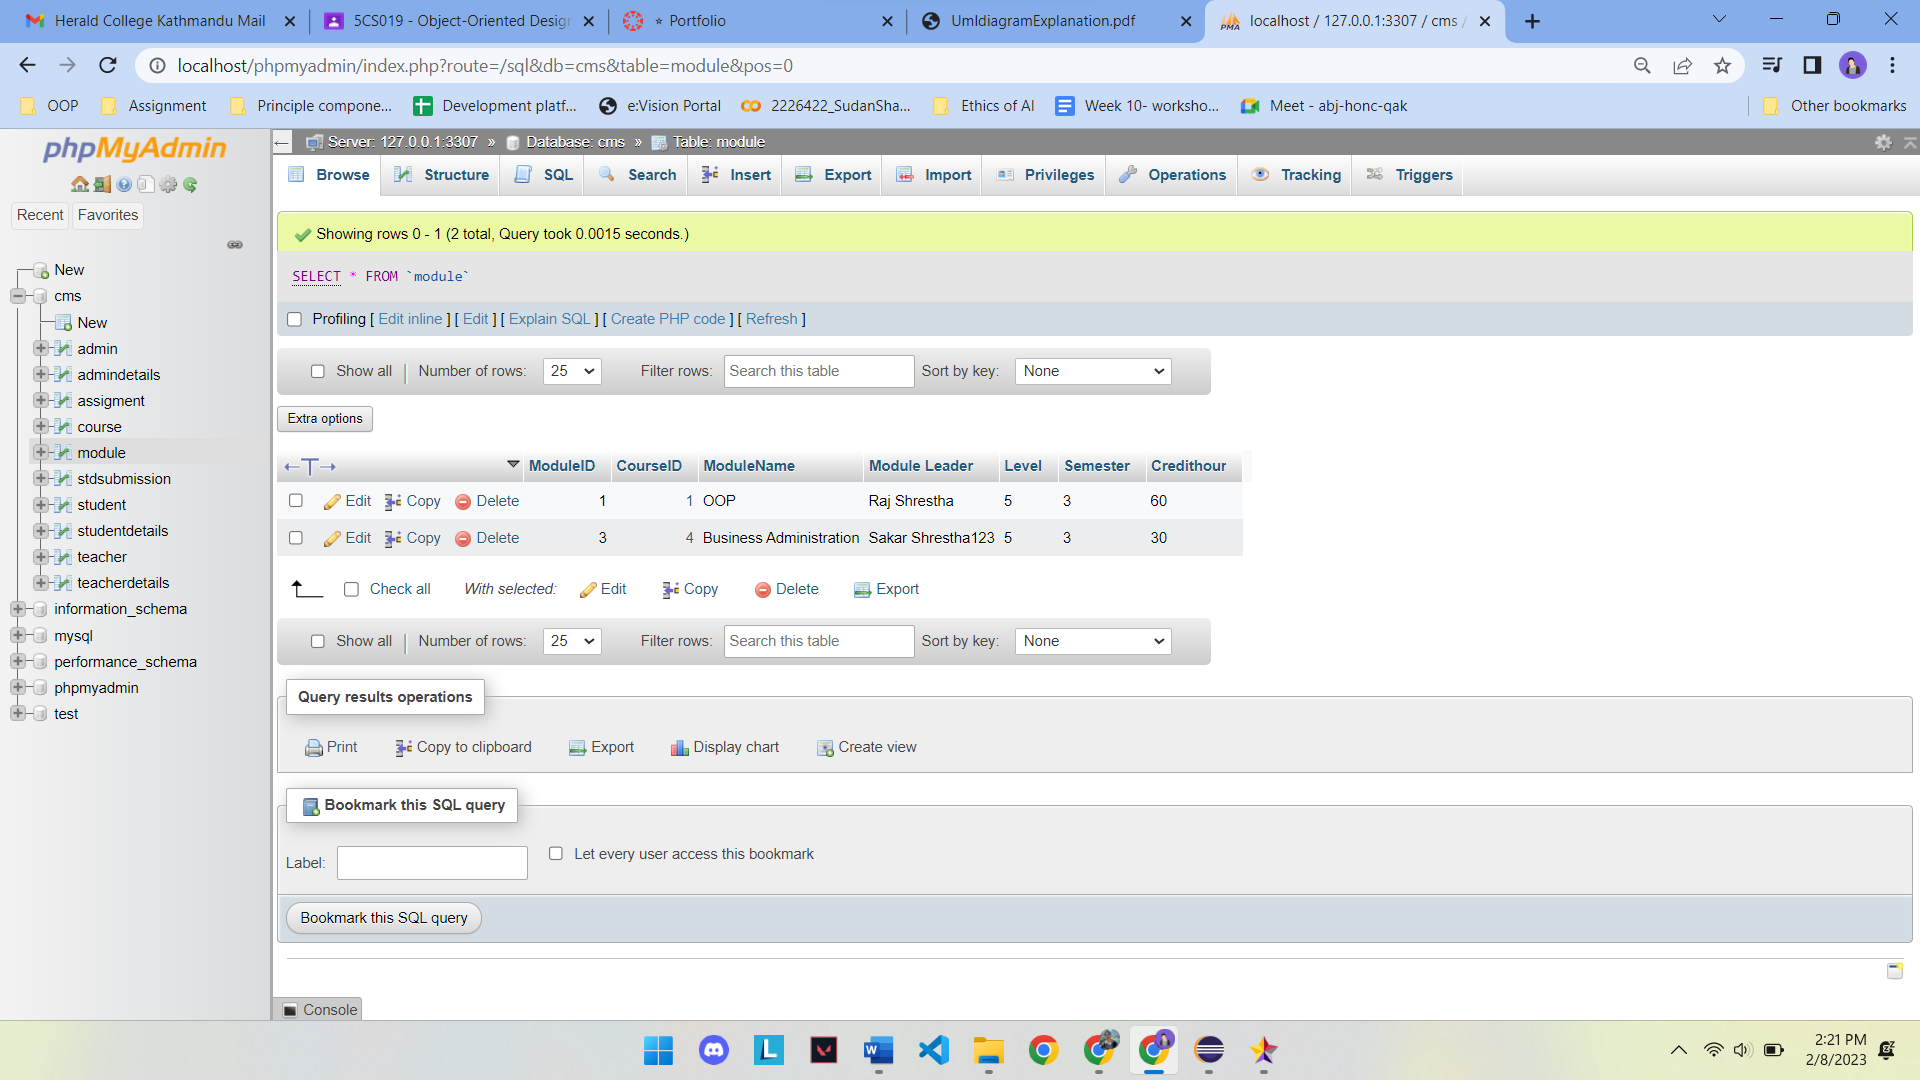 Herald College Kathmandu Mail
5CS019 - Object-Oriented Desig
Portfolio
UmldiagramExplanation.pdf
localhost / 127.0.0.1:3307 / cms /
localhost/phpmyadmin/index.php?route=/sql&db=cms&table=module&pos=0
OOP
Assignment
Principle compone...
Development platf...
e:Vision Portal
2226422_SudanSha...
Ethics of AI
Week 10- worksho...
Meet - abj-honc-qak
Other bookmarks
phpMyAdmin
Recent
Favorites
New
cms
New
admin
admindetails
assigment
course
module
stdsubmission
student
studentdetails
teacher
teacherdetails
information_schema
mysql
performance_schema
phpmyadmin
test
Server: 127.0.0.1:3307 » Database: cms » Table: module
Browse Structure SQL Search Insert Export Import Privileges Operations Tracking Triggers
Showing rows 0 - 1 (2 total, Query took 0.0015 seconds.)
SELECT * FROM `module`
Profiling [ Edit inline ] [ Edit ] [ Explain SQL ] [ Create PHP code ] [ Refresh ]
Show all Number of rows: 25 Filter rows: Search this table Sort by key: None
Extra options
ModuleID CourseID ModuleName Module Leader Level Semester Credithour
Edit Copy Delete 1 1 OOP Raj Shrestha 5 3 60
Edit Copy Delete 3 4 Business Administration Sakar Shrestha123 5 3 30
Check all With selected: Edit Copy Delete Export
Show all Number of rows: 25 Filter rows: Search this table Sort by key: None
Query results operations
Print Copy to clipboard Export Display chart Create view
Bookmark this SQL query
Label: Let every user access this bookmark
Bookmark this SQL query
Console
2:21 PM
2/8/2023